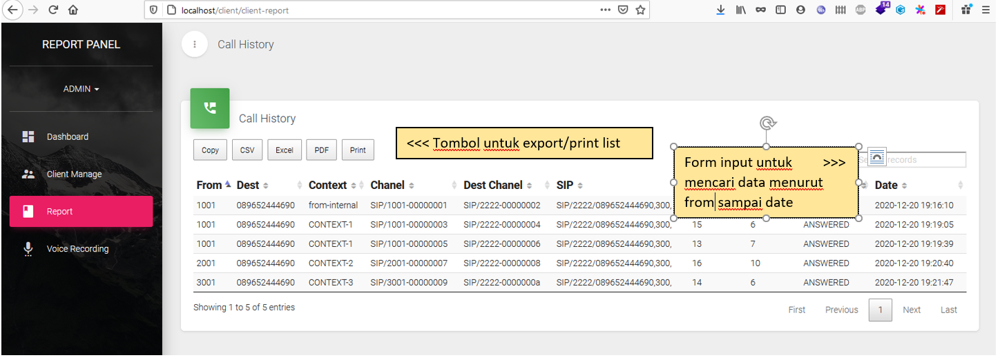 localhost/client/client-report
14
ABP
REPORT PANEL
Call History
ADMIN
Dashboard
Client Manage
Report
Voice Recording
Call History
<<< Tombol untuk export/print list
Copy CSV Excel PDF Print
Form input untuk >>>
mencari data menurut
from sampai date
records
From Dest Context Chanel Dest Chanel SIP Date
1001 089652444690 from-internal SIP/1001-00000001 SIP/2222-00000002 SIP/2222/089652444690,300, 2020-12-20 19:16:10
1001 089652444690 CONTEXT-1 SIP/1001-00000003 SIP/2222-00000004 SIP/2222/089652444690,300, 15 6 ANSWERED 2020-12-20 19:19:05
1001 089652444690 CONTEXT-1 SIP/1001-00000005 SIP/2222-00000006 SIP/2222/089652444690,300, 13 7 ANSWERED 2020-12-20 19:19:39
2001 089652444690 CONTEXT-2 SIP/2001-00000007 SIP/2222-00000008 SIP/2222/089652444690,300, 16 10 ANSWERED 2020-12-20 19:20:40
3001 089652444690 CONTEXT-3 SIP/3001-00000009 SIP/2222-0000000a SIP/2222/089652444690,300, 14 6 ANSWERED 2020-12-20 19:21:47
Showing 1 to 5 of 5 entries
First Previous 1 Next Last